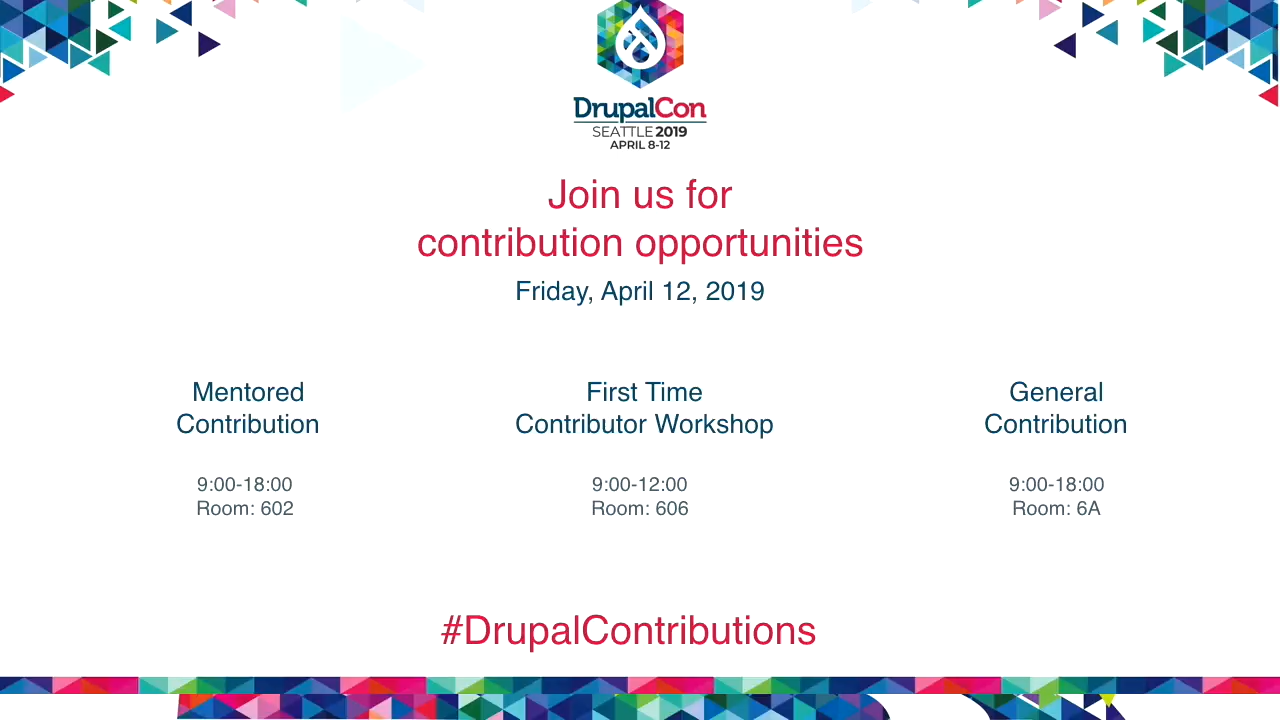 DrupalCon
SEATTLE 2019
APRIL 8-12
Join us for
contribution opportunities
Friday, April 12, 2019
Mentored
Contribution
9:00-18:00
Room: 602
First Time
Contributor Workshop
9:00-12:00
Room: 606
General
Contribution
9:00-18:00
Room: 6A
#DrupalContributions